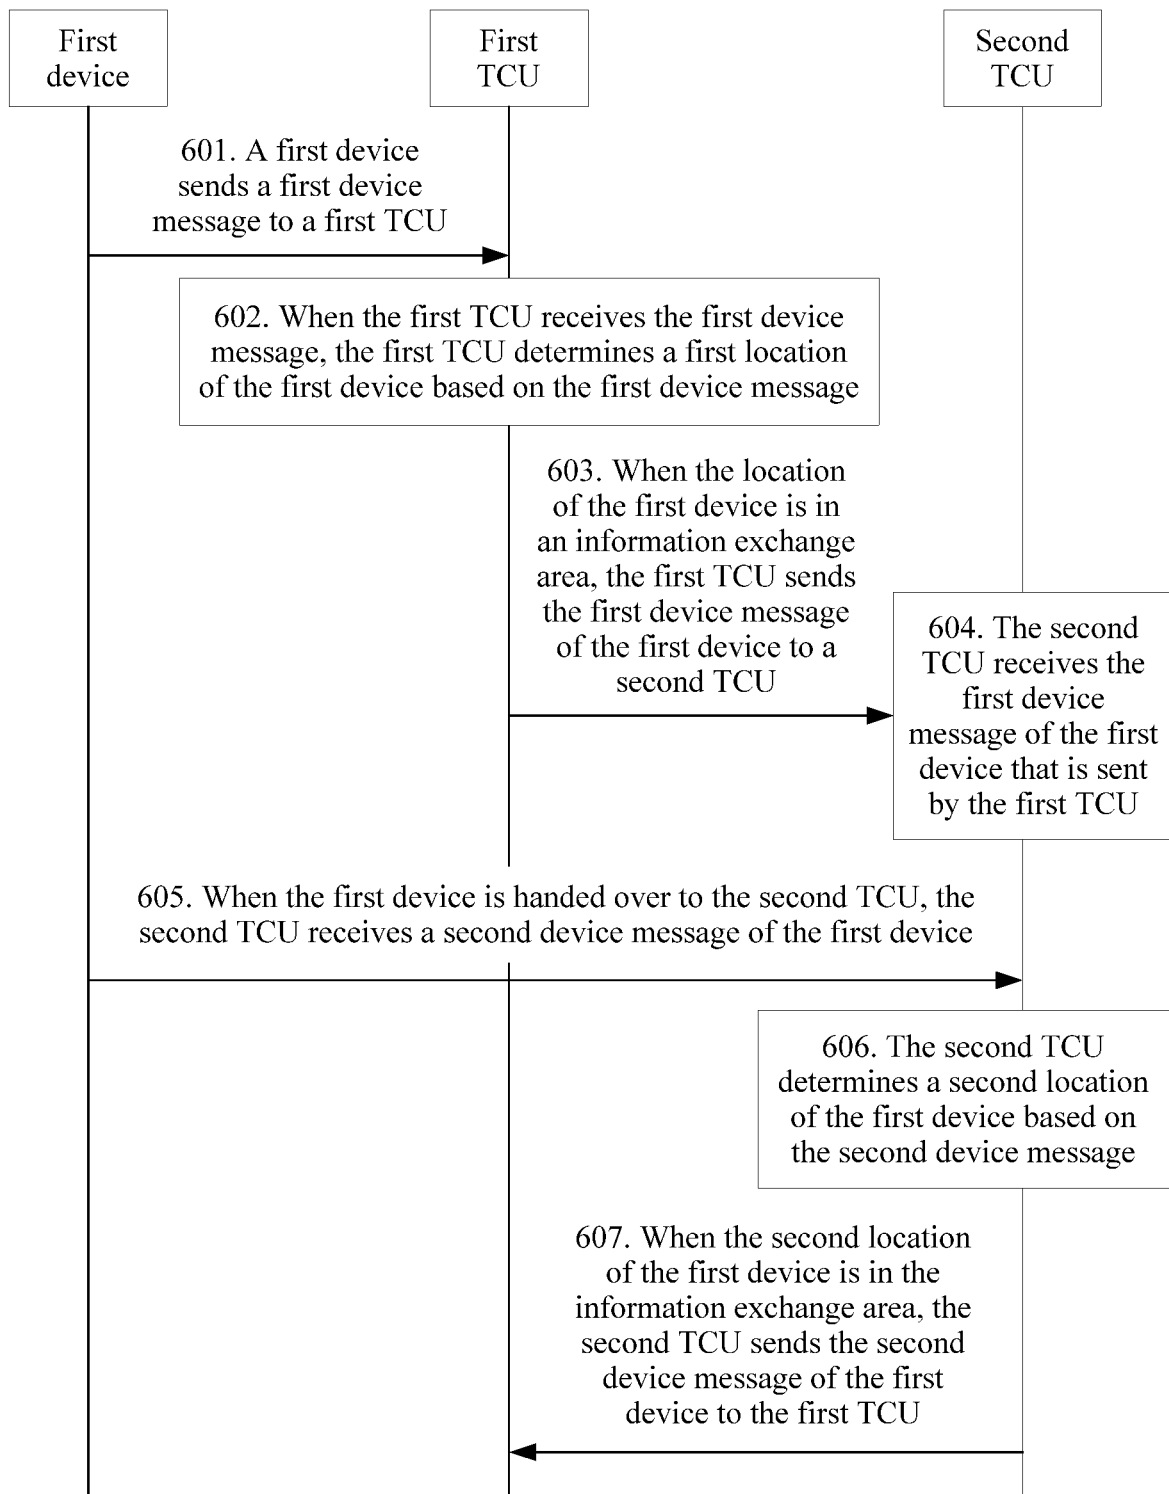 First
device
First
TCU
Second
TCU
601. A first device
sends a first device
message to a first TCU
602. When the first TCU receives the first device
message, the first TCU determines a first location
of the first device based on the first device message
603. When the location
of the first device is in
an information exchange
area, the first TCU sends
the first device message
of the first device to a
second TCU
604. The second
TCU receives the
first device
message of the first
device that is sent
by the first TCU
605. When the first device is handed over to the second TCU, the
second TCU receives a second device message of the first device
606. The second TCU
determines a second location
of the first device based on
the second device message
607. When the second location
of the first device is in the
information exchange area, the
second TCU sends the second
device message of the first
device to the first TCU